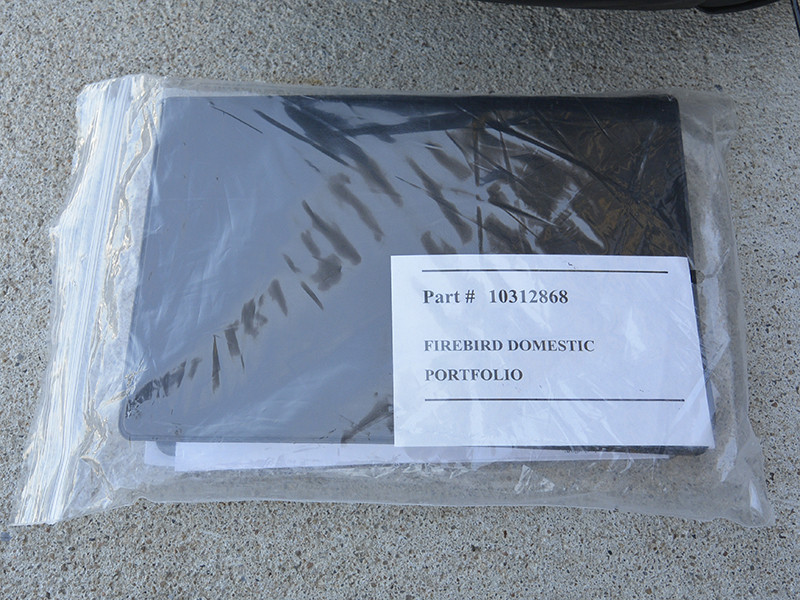 Part # 10312868
FIREBIRD DOMESTIC
PORTFOLIO